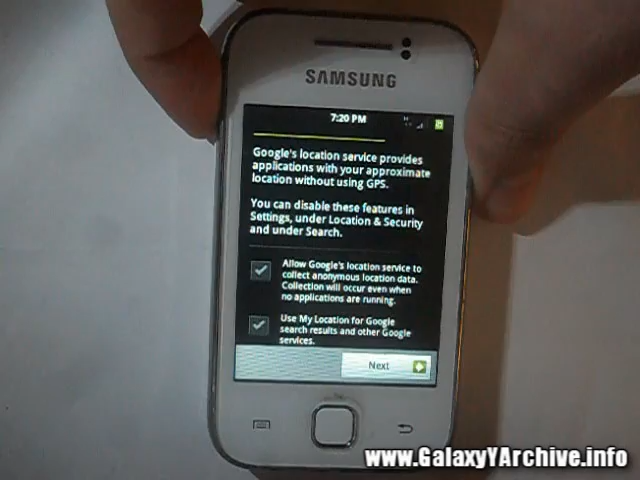 SAMSUNG
7:20 PM
Google's location service provides
applications with your approximate
location without using GPS.
You can disable these features in
Settings, under Location & Security
and under Search.
Allow Google's location service to
collect anonymous location data.
Collection will occur even when
no applications are running.
Use My Location for Google
search results and other Google
services.
Next
www.GalaxyYArchive.info